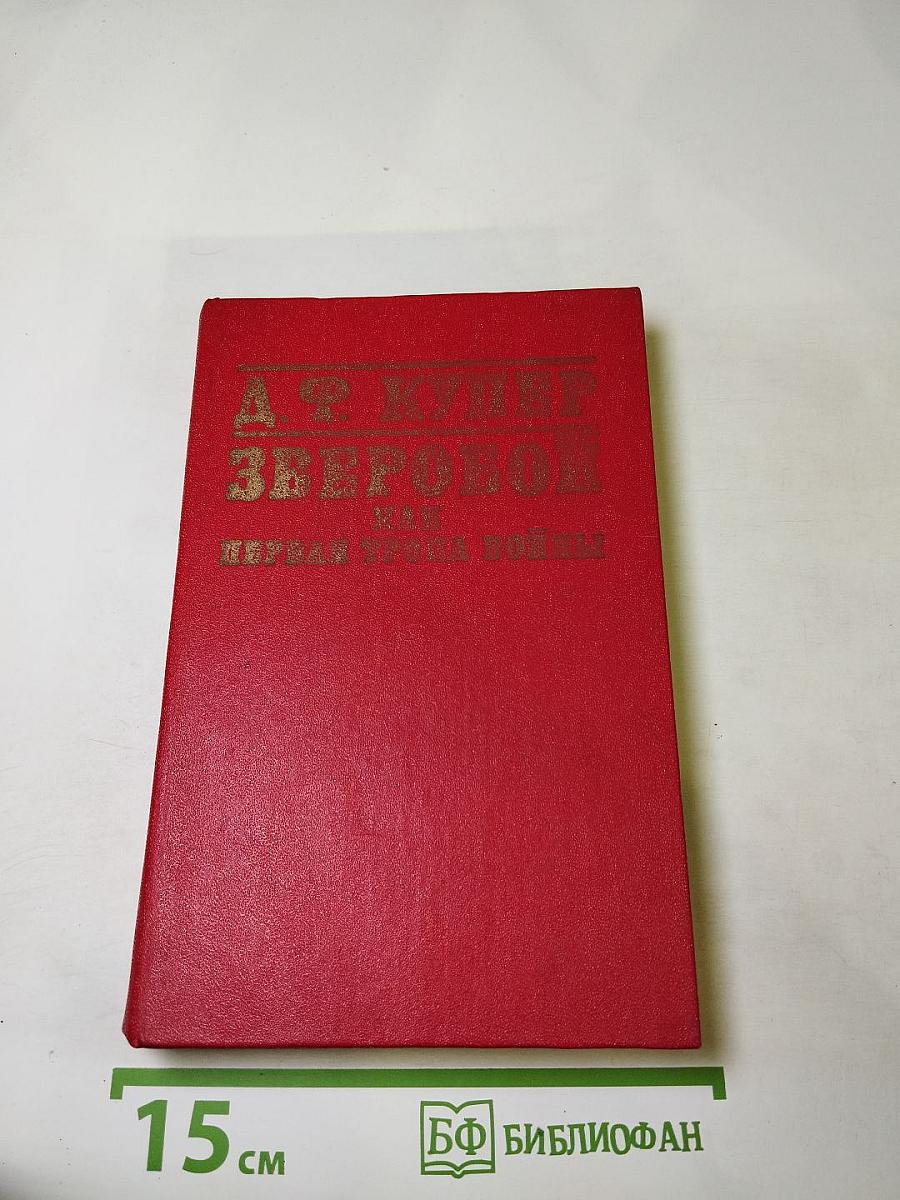 Д. Ф. КУПЕР
ЗВЕРОБОЙ
ИЛИ
ПЕРВАЯ ТРОПА ВОЙНЫ
15 см
БФ БИБЛИОФАН